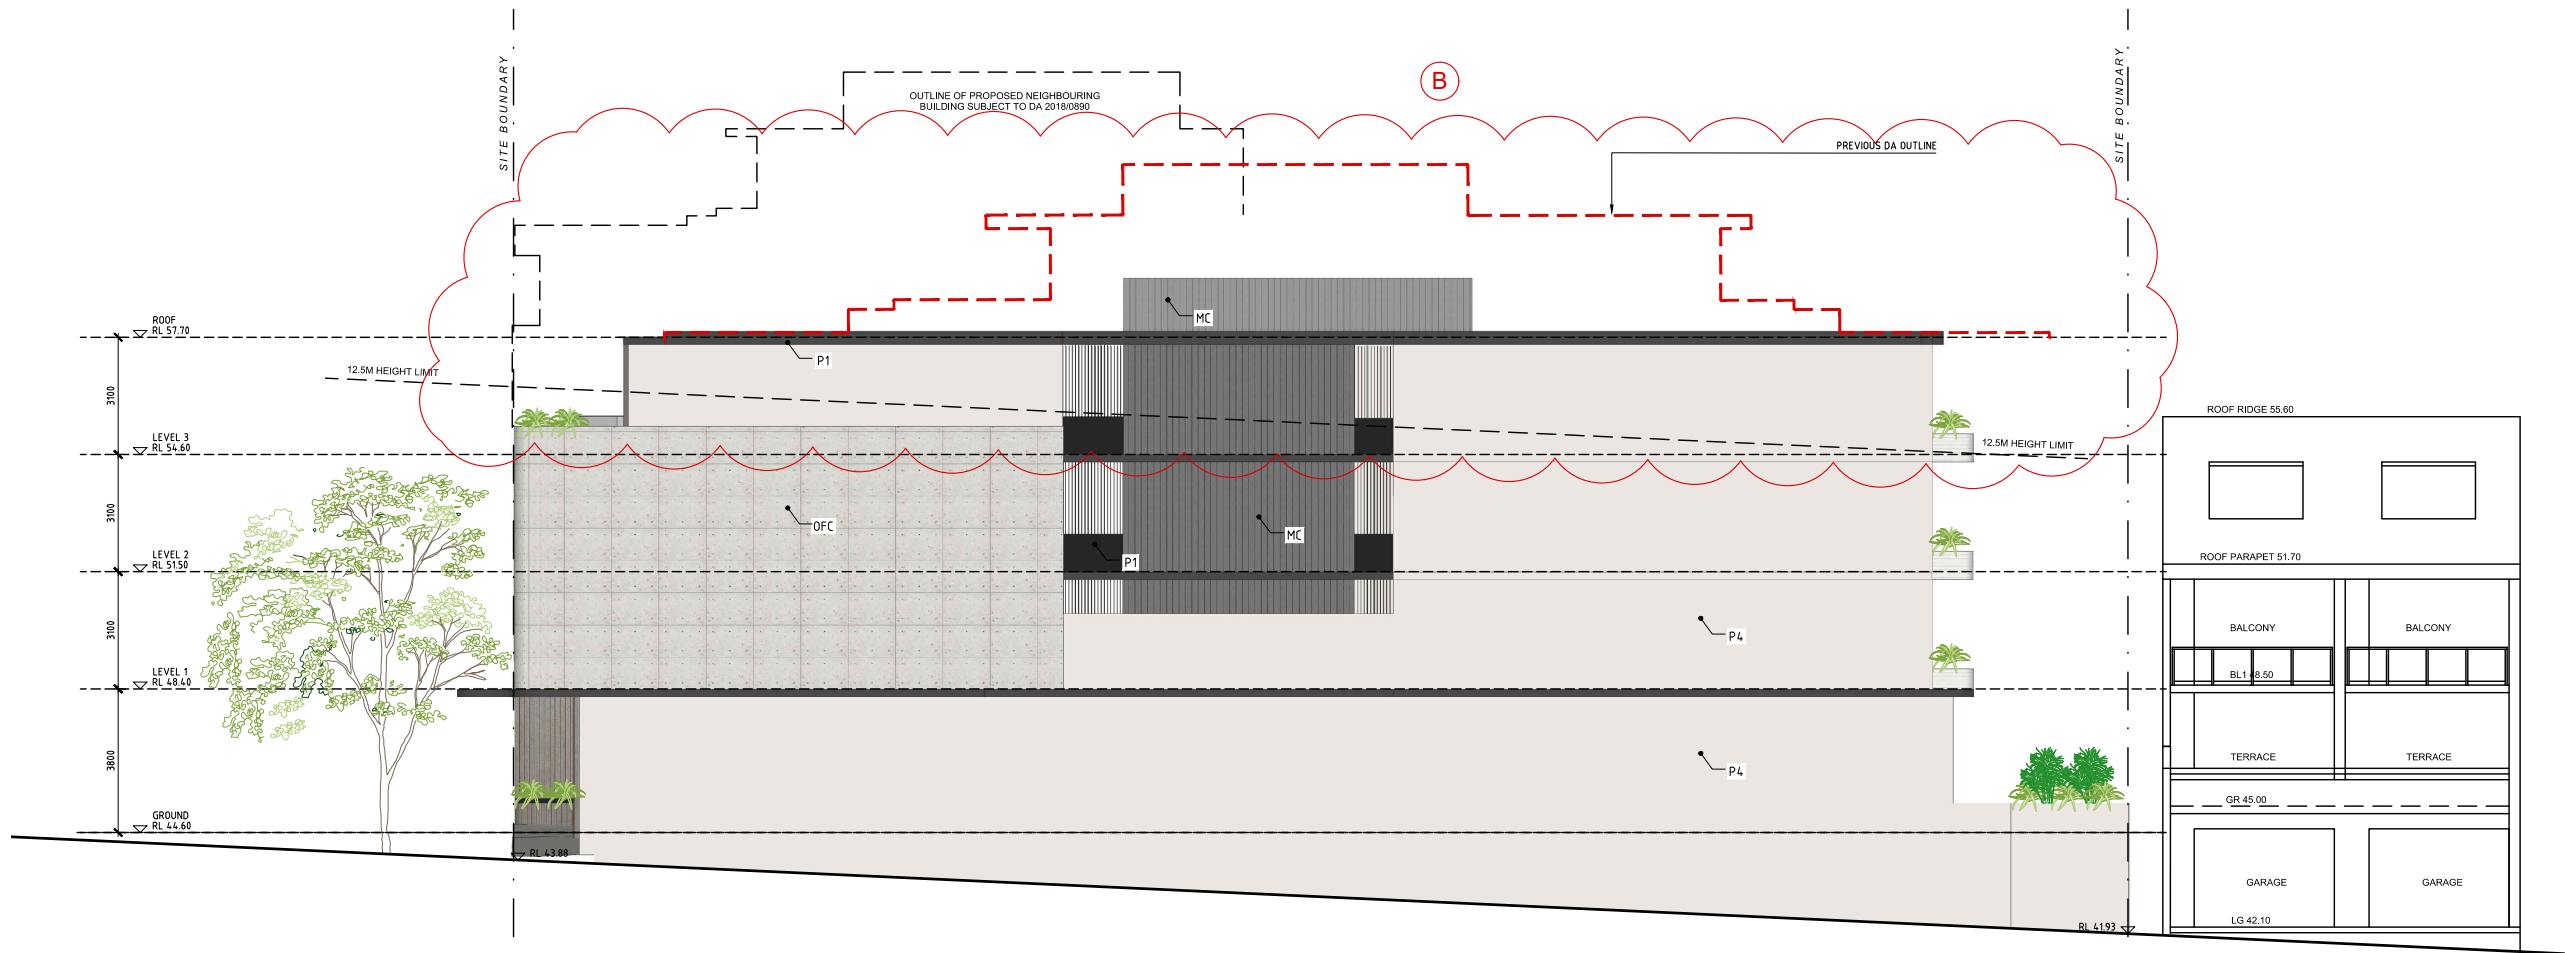 SITE BOUNDARY
B
SITE BOUNDARY
OUTLINE OF PROPOSED NEIGHBOURING
BUILDING SUBJECT TO DA 2018/0890
PREVIOUS DA OUTLINE
ROOF
RL 57.70
MC
P1
12.5M HEIGHT LIMIT
3100
ROOF RIDGE 55.60
LEVEL 3
RL 54.60
12.5M HEIGHT LIMIT
3100
OFC
MC
LEVEL 2
RL 51.50
P1
ROOF PARAPET 51.70
3100
P4
BALCONY
BALCONY
LEVEL 1
RL 48.40
BL1 48.50
3800
P4
TERRACE
TERRACE
GR 45.00
GROUND
RL 44.60
RL 43.88
GARAGE
GARAGE
RL 41.93
LG 42.10